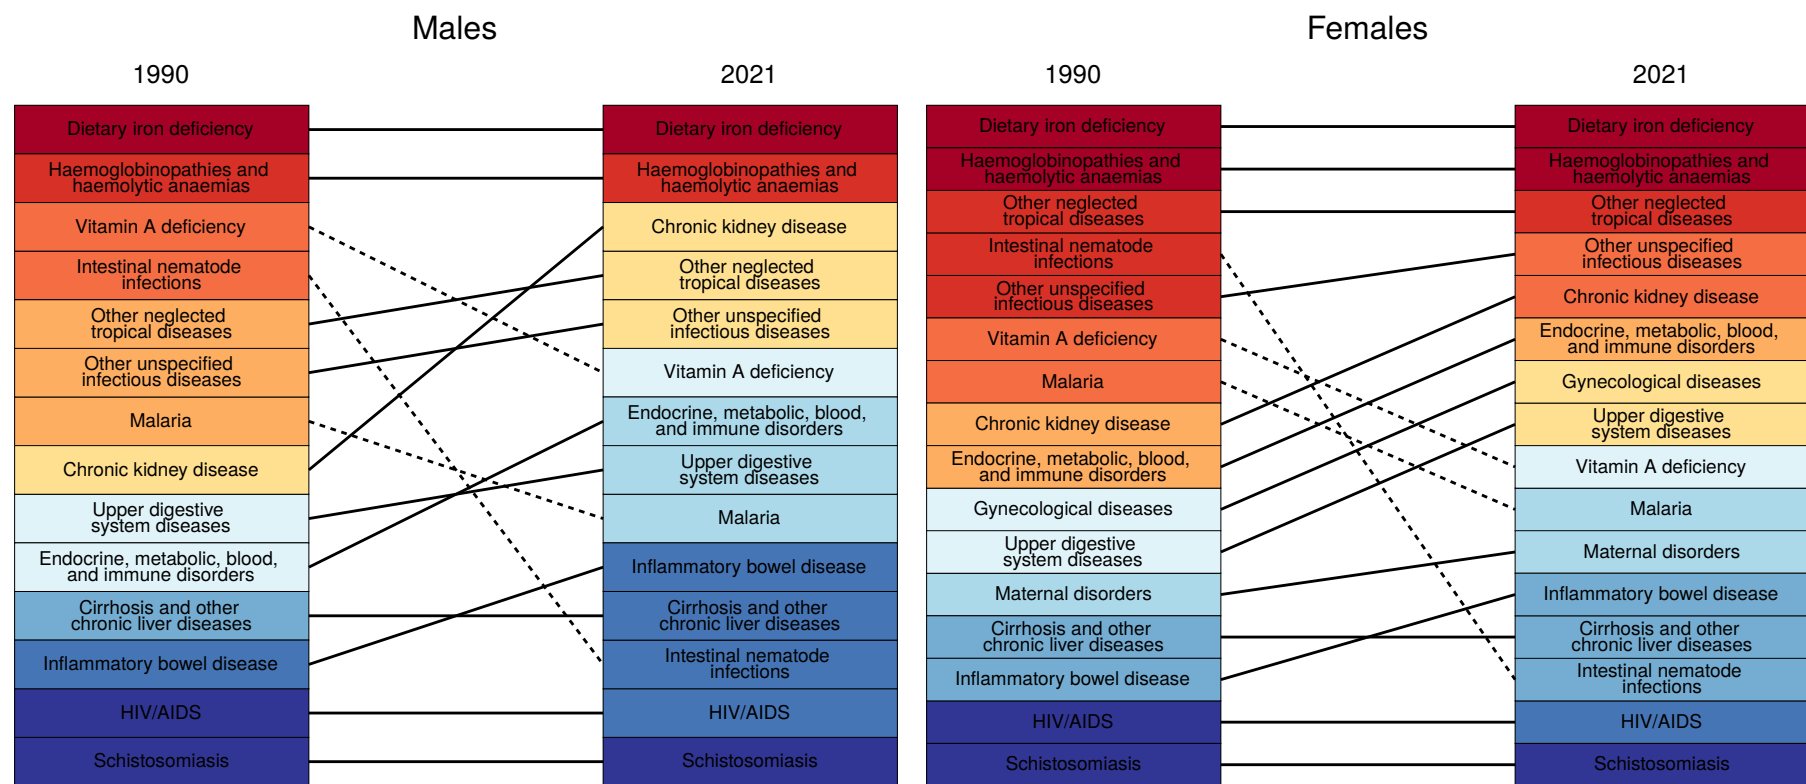 Males
1990
2021
Dietary iron deficiency
Haemoglobinopathies and
haemolytic anaemias
Vitamin A deficiency
Intestinal nematode
infections
Other neglected
tropical diseases
Other unspecified
infectious diseases
Malaria
Chronic kidney disease
Upper digestive
system diseases
Endocrine, metabolic, blood,
and immune disorders
Cirrhosis and other
chronic liver diseases
Inflammatory bowel disease
HIV/AIDS
Schistosomiasis
Dietary iron deficiency
Haemoglobinopathies and
haemolytic anaemias
Chronic kidney disease
Other neglected
tropical diseases
Other unspecified
infectious diseases
Vitamin A deficiency
Endocrine, metabolic, blood,
and immune disorders
Upper digestive
system diseases
Malaria
Inflammatory bowel disease
Cirrhosis and other
chronic liver diseases
Intestinal nematode
infections
HIV/AIDS
Schistosomiasis
Females
1990
2021
Dietary iron deficiency
Haemoglobinopathies and
haemolytic anaemias
Other neglected
tropical diseases
Intestinal nematode
infections
Other unspecified
infectious diseases
Vitamin A deficiency
Malaria
Chronic kidney disease
Endocrine, metabolic, blood,
and immune disorders
Gynecological diseases
Upper digestive
system diseases
Maternal disorders
Cirrhosis and other
chronic liver diseases
Inflammatory bowel disease
HIV/AIDS
Schistosomiasis
Dietary iron deficiency
Haemoglobinopathies and
haemolytic anaemias
Other neglected
tropical diseases
Other unspecified
infectious diseases
Chronic kidney disease
Endocrine, metabolic, blood,
and immune disorders
Gynecological diseases
Upper digestive
system diseases
Vitamin A deficiency
Malaria
Maternal disorders
Inflammatory bowel disease
Cirrhosis and other
chronic liver diseases
Intestinal nematode
infections
HIV/AIDS
Schistosomiasis